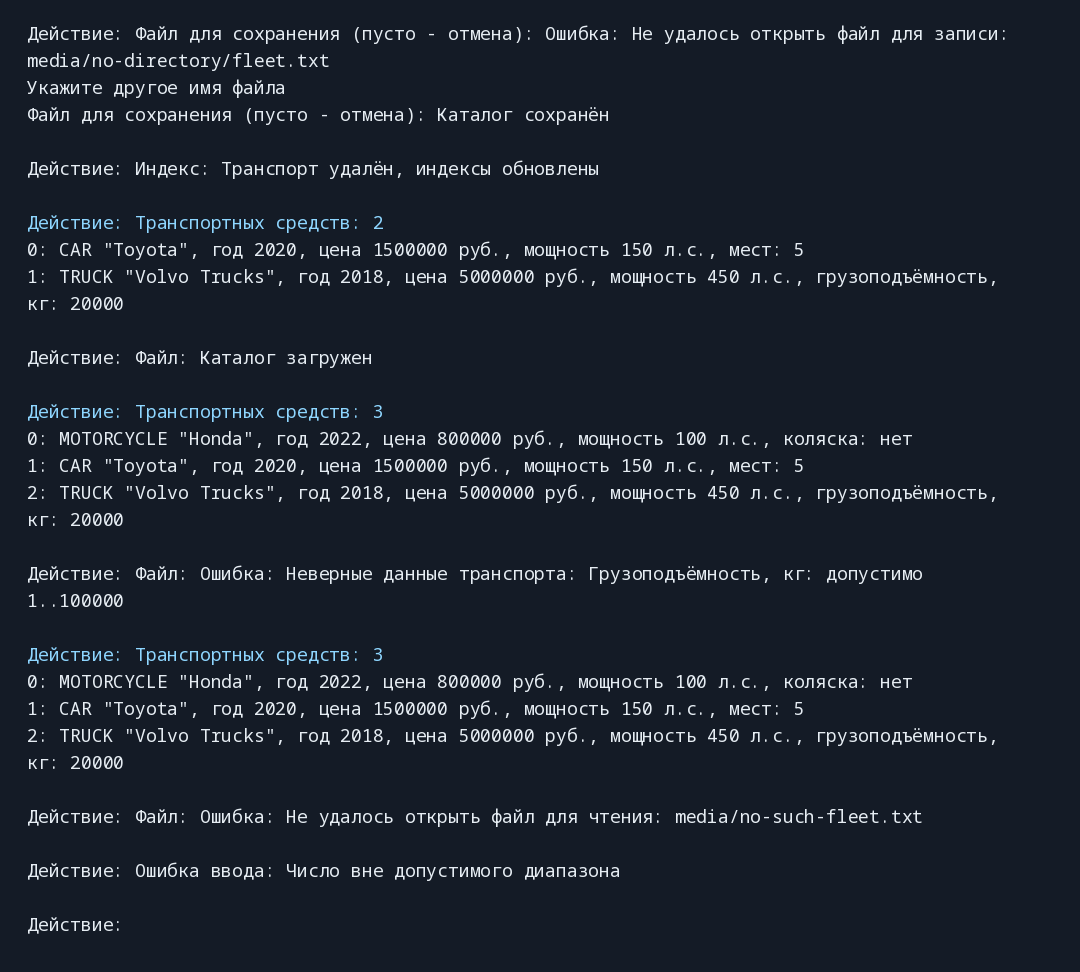 Действие: Файл для сохранения (пусто - отмена): Ошибка: Не удалось открыть файл для записи:
media/no-directory/fleet.txt
Укажите другое имя файла
Файл для сохранения (пусто - отмена): Каталог сохранён
Действие: Индекс: Транспорт удалён, индексы обновлены
Действие: Транспортных средств: 2
0: CAR "Toyota", год 2020, цена 1500000 руб., мощность 150 л.с., мест: 5
1: TRUCK "Volvo Trucks", год 2018, цена 5000000 руб., мощность 450 л.с., грузоподъёмность,
кг: 20000
Действие: Файл: Каталог загружен
Действие: Транспортных средств: 3
0: MOTORCYCLE "Honda", год 2022, цена 800000 руб., мощность 100 л.с., коляска: нет
1: CAR "Toyota", год 2020, цена 1500000 руб., мощность 150 л.с., мест: 5
2: TRUCK "Volvo Trucks", год 2018, цена 5000000 руб., мощность 450 л.с., грузоподъёмность,
кг: 20000
Действие: Файл: Ошибка: Неверные данные транспорта: Грузоподъёмность, кг: допустимо
1..100000
Действие: Транспортных средств: 3
0: MOTORCYCLE "Honda", год 2022, цена 800000 руб., мощность 100 л.с., коляска: нет
1: CAR "Toyota", год 2020, цена 1500000 руб., мощность 150 л.с., мест: 5
2: TRUCK "Volvo Trucks", год 2018, цена 5000000 руб., мощность 450 л.с., грузоподъёмность,
кг: 20000
Действие: Файл: Ошибка: Не удалось открыть файл для чтения: media/no-such-fleet.txt
Действие: Ошибка ввода: Число вне допустимого диапазона
Действие: